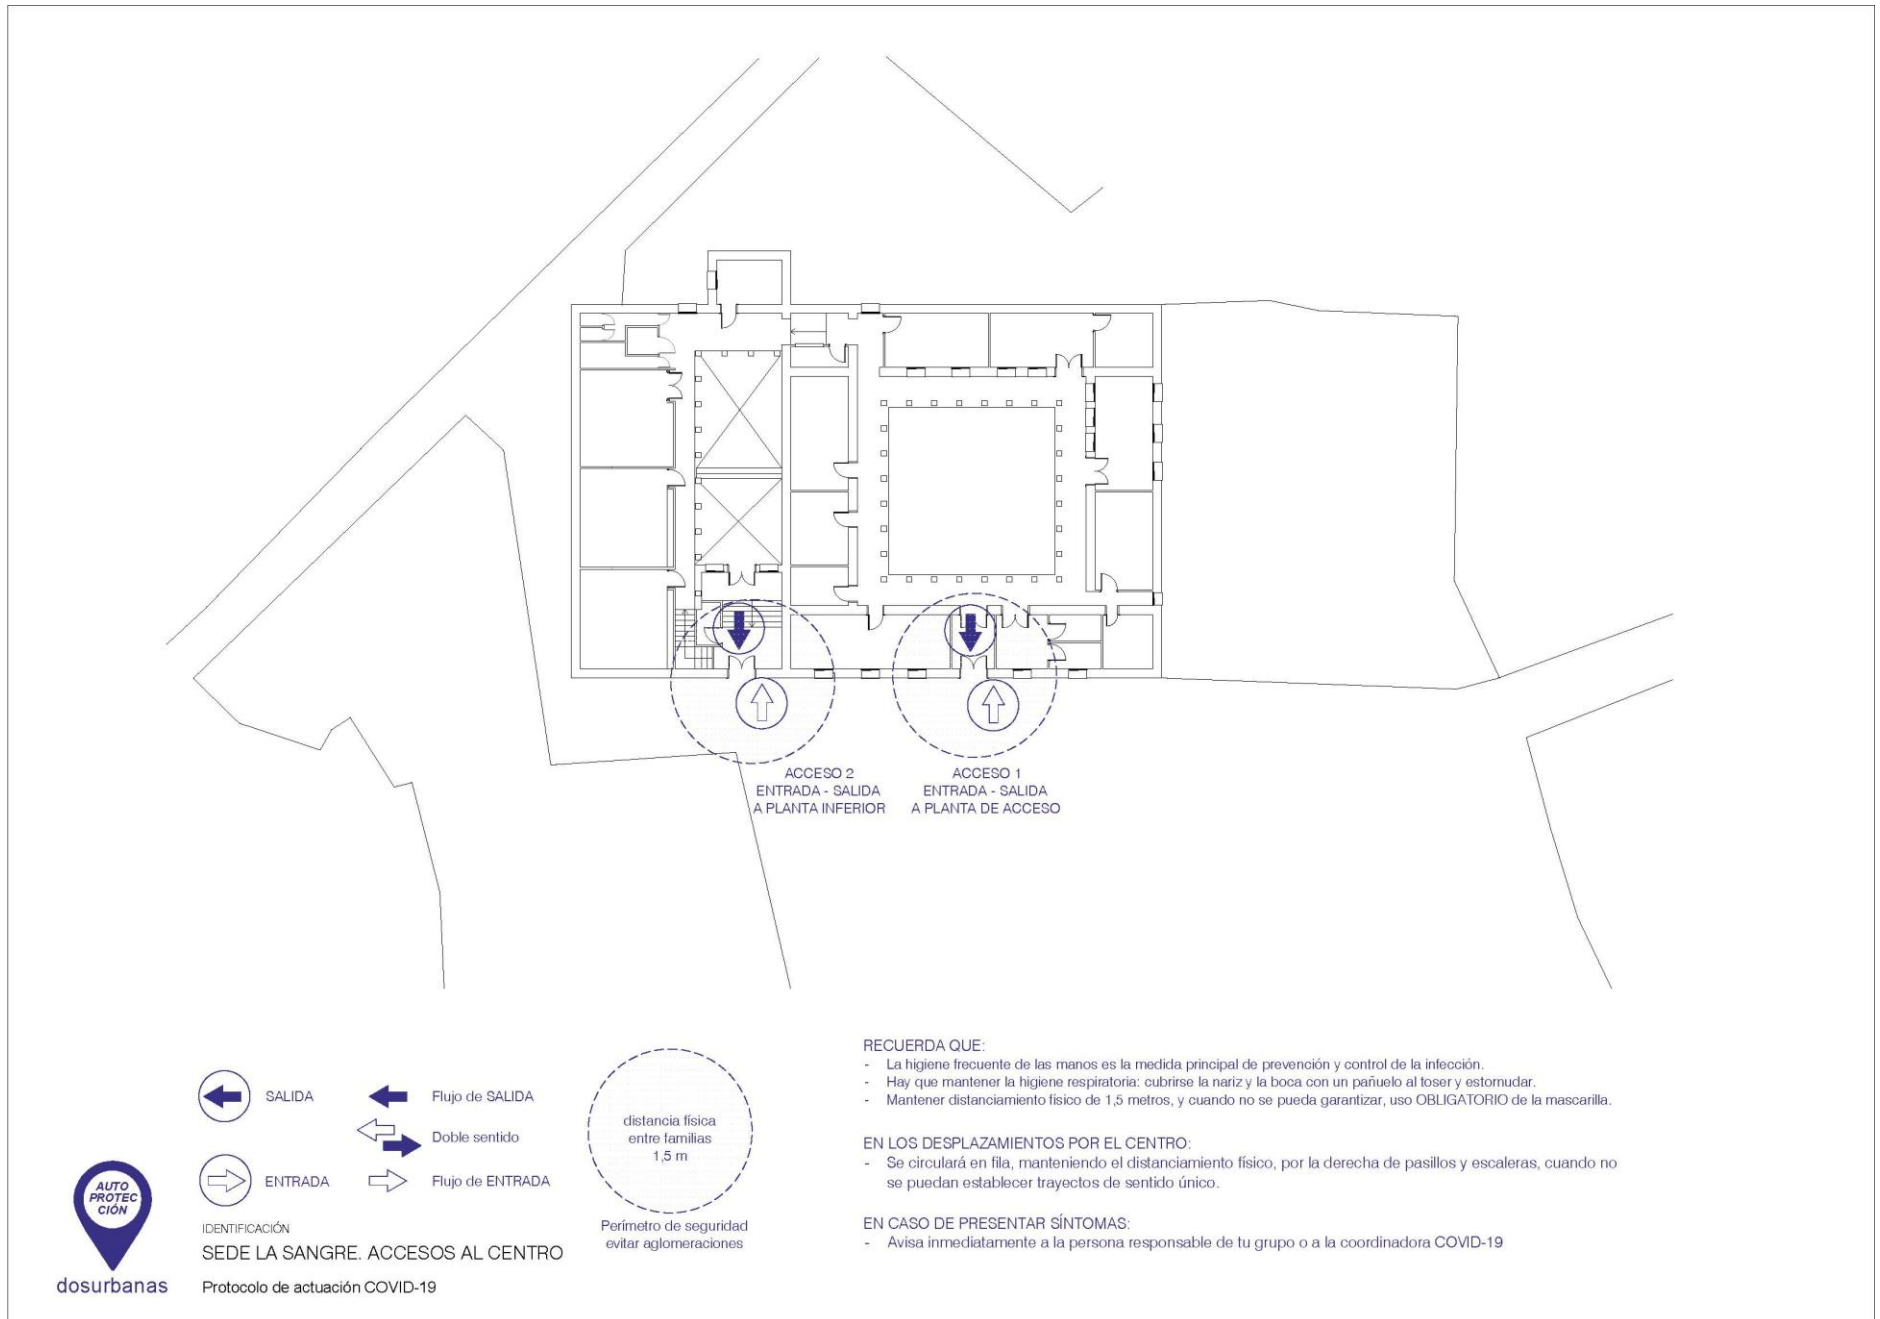 ACCESO 2
ENTRADA - SALIDA
A PLANTA INFERIOR
ACCESO 1
ENTRADA - SALIDA
A PLANTA DE ACCESO
SALIDA
Flujo de SALIDA
Doble sentido
ENTRADA
Flujo de ENTRADA
distancia física
entre familias
1,5 m
Perímetro de seguridad
evitar aglomeraciones
RECUERDA QUE:
- La higiene frecuente de las manos es la medida principal de prevención y control de la infección.
- Hay que mantener la higiene respiratoria: cubrirse la nariz y la boca con un pañuelo al toser y estornudar.
- Mantener distanciamiento físico de 1,5 metros, y cuando no se pueda garantizar, uso OBLIGATORIO de la mascarilla.
EN LOS DESPLAZAMIENTOS POR EL CENTRO:
- Se circulará en fila, manteniendo el distanciamiento físico, por la derecha de pasillos y escaleras, cuando no
se puedan establecer trayectos de sentido único.
EN CASO DE PRESENTAR SÍNTOMAS:
- Avisa inmediatamente a la persona responsable de tu grupo o a la coordinadora COVID-19
AUTO
PROTEC
CIÓN
dosurbanas
IDENTIFICACIÓN
SEDE LA SANGRE. ACCESOS AL CENTRO
Protocolo de actuación COVID-19